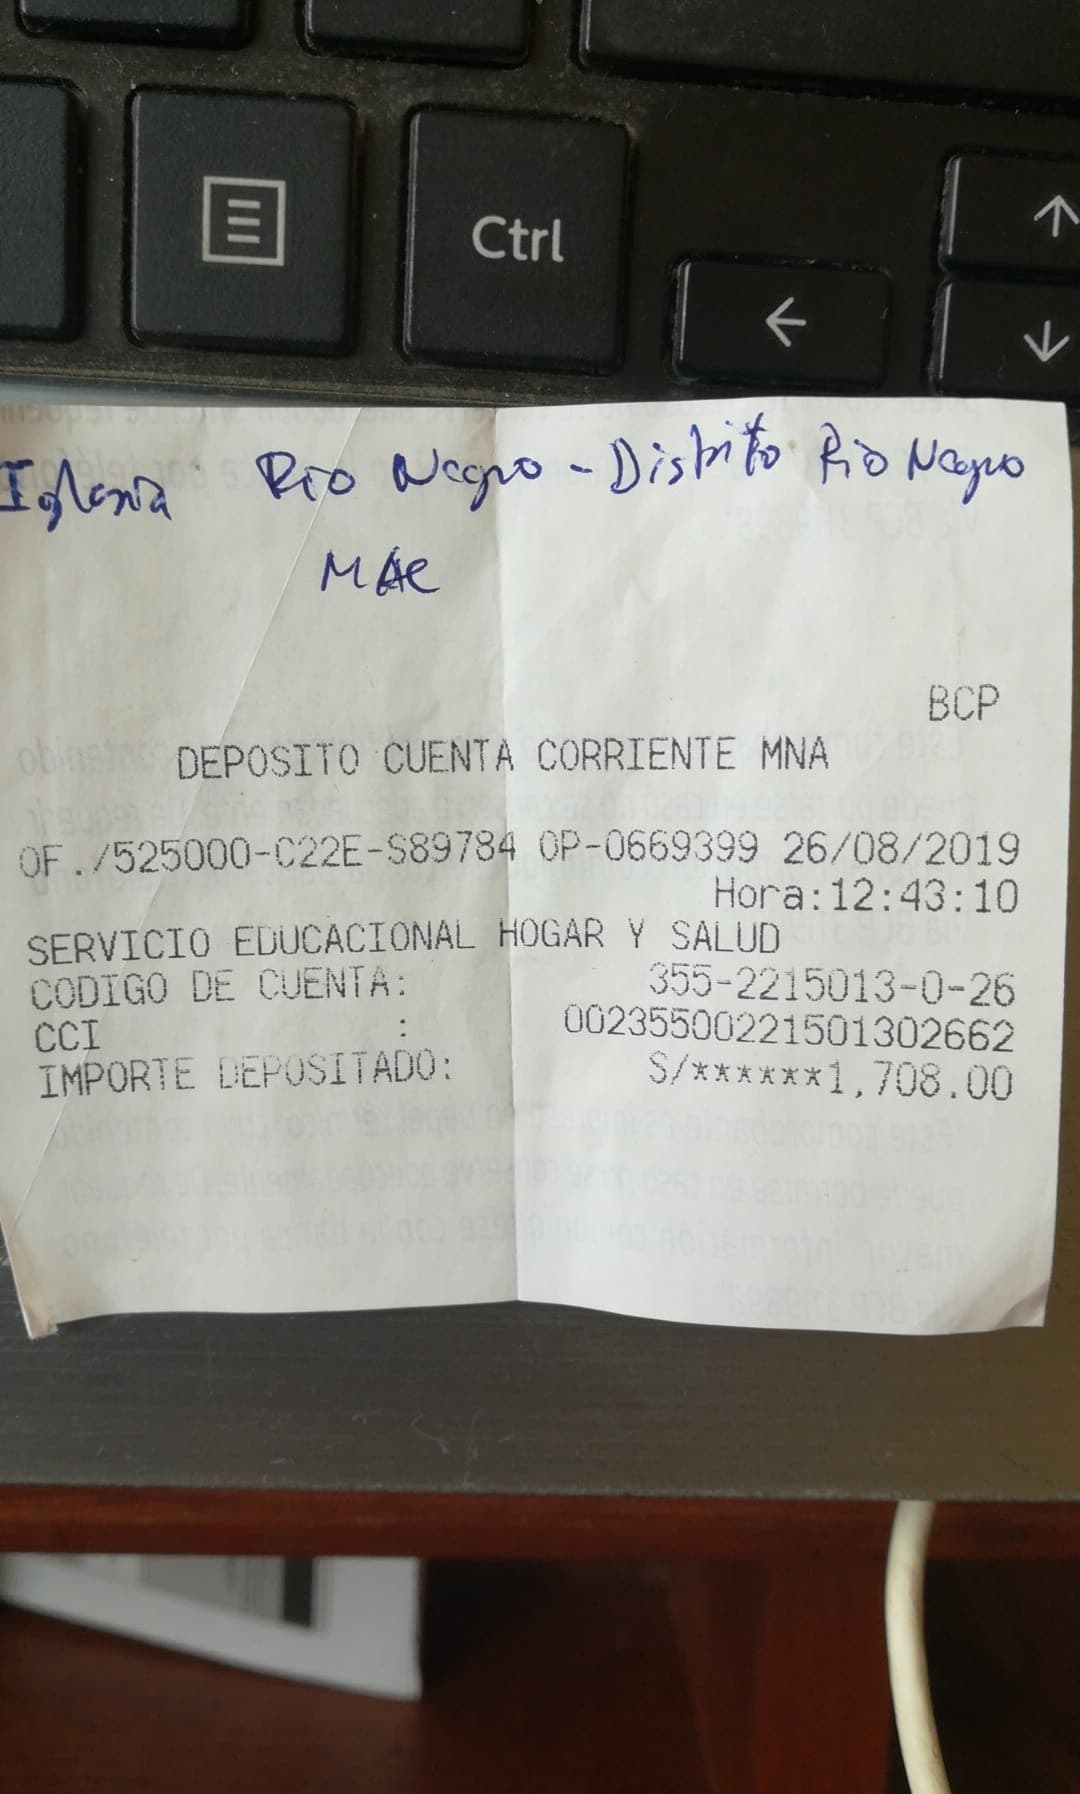 Ctrl
Iglesia Rio Negro - Distrito Rio Negro
MAC
BCP
DEPOSITO CUENTA CORRIENTE MNA
OF./525000-C22E-S89784 OP-0669399 26/08/2019
Hora:12:43:10
SERVICIO EDUCACIONAL HOGAR Y SALUD
CODIGO DE CUENTA: 355-2215013-0-26
CCI : 00235500221501302662
IMPORTE DEPOSITADO: S/******1,708.00